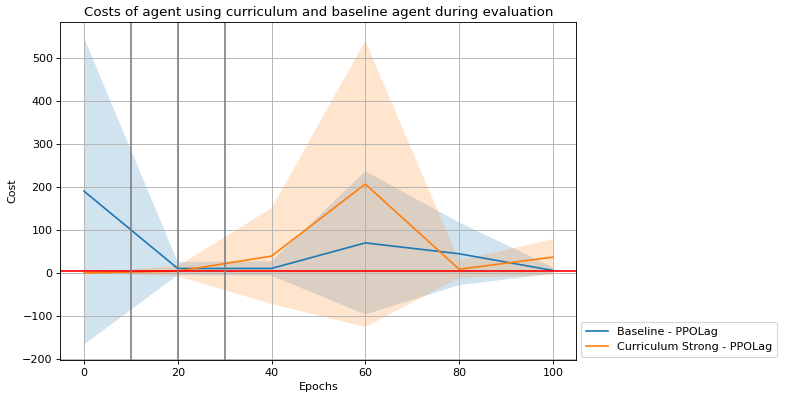 Costs of agent using curriculum and baseline agent during evaluation
Cost
500
400
300
200
100
0
−100
−200
0 20 40 60 80 100
Epochs
Baseline - PPOLag
Curriculum Strong - PPOLag